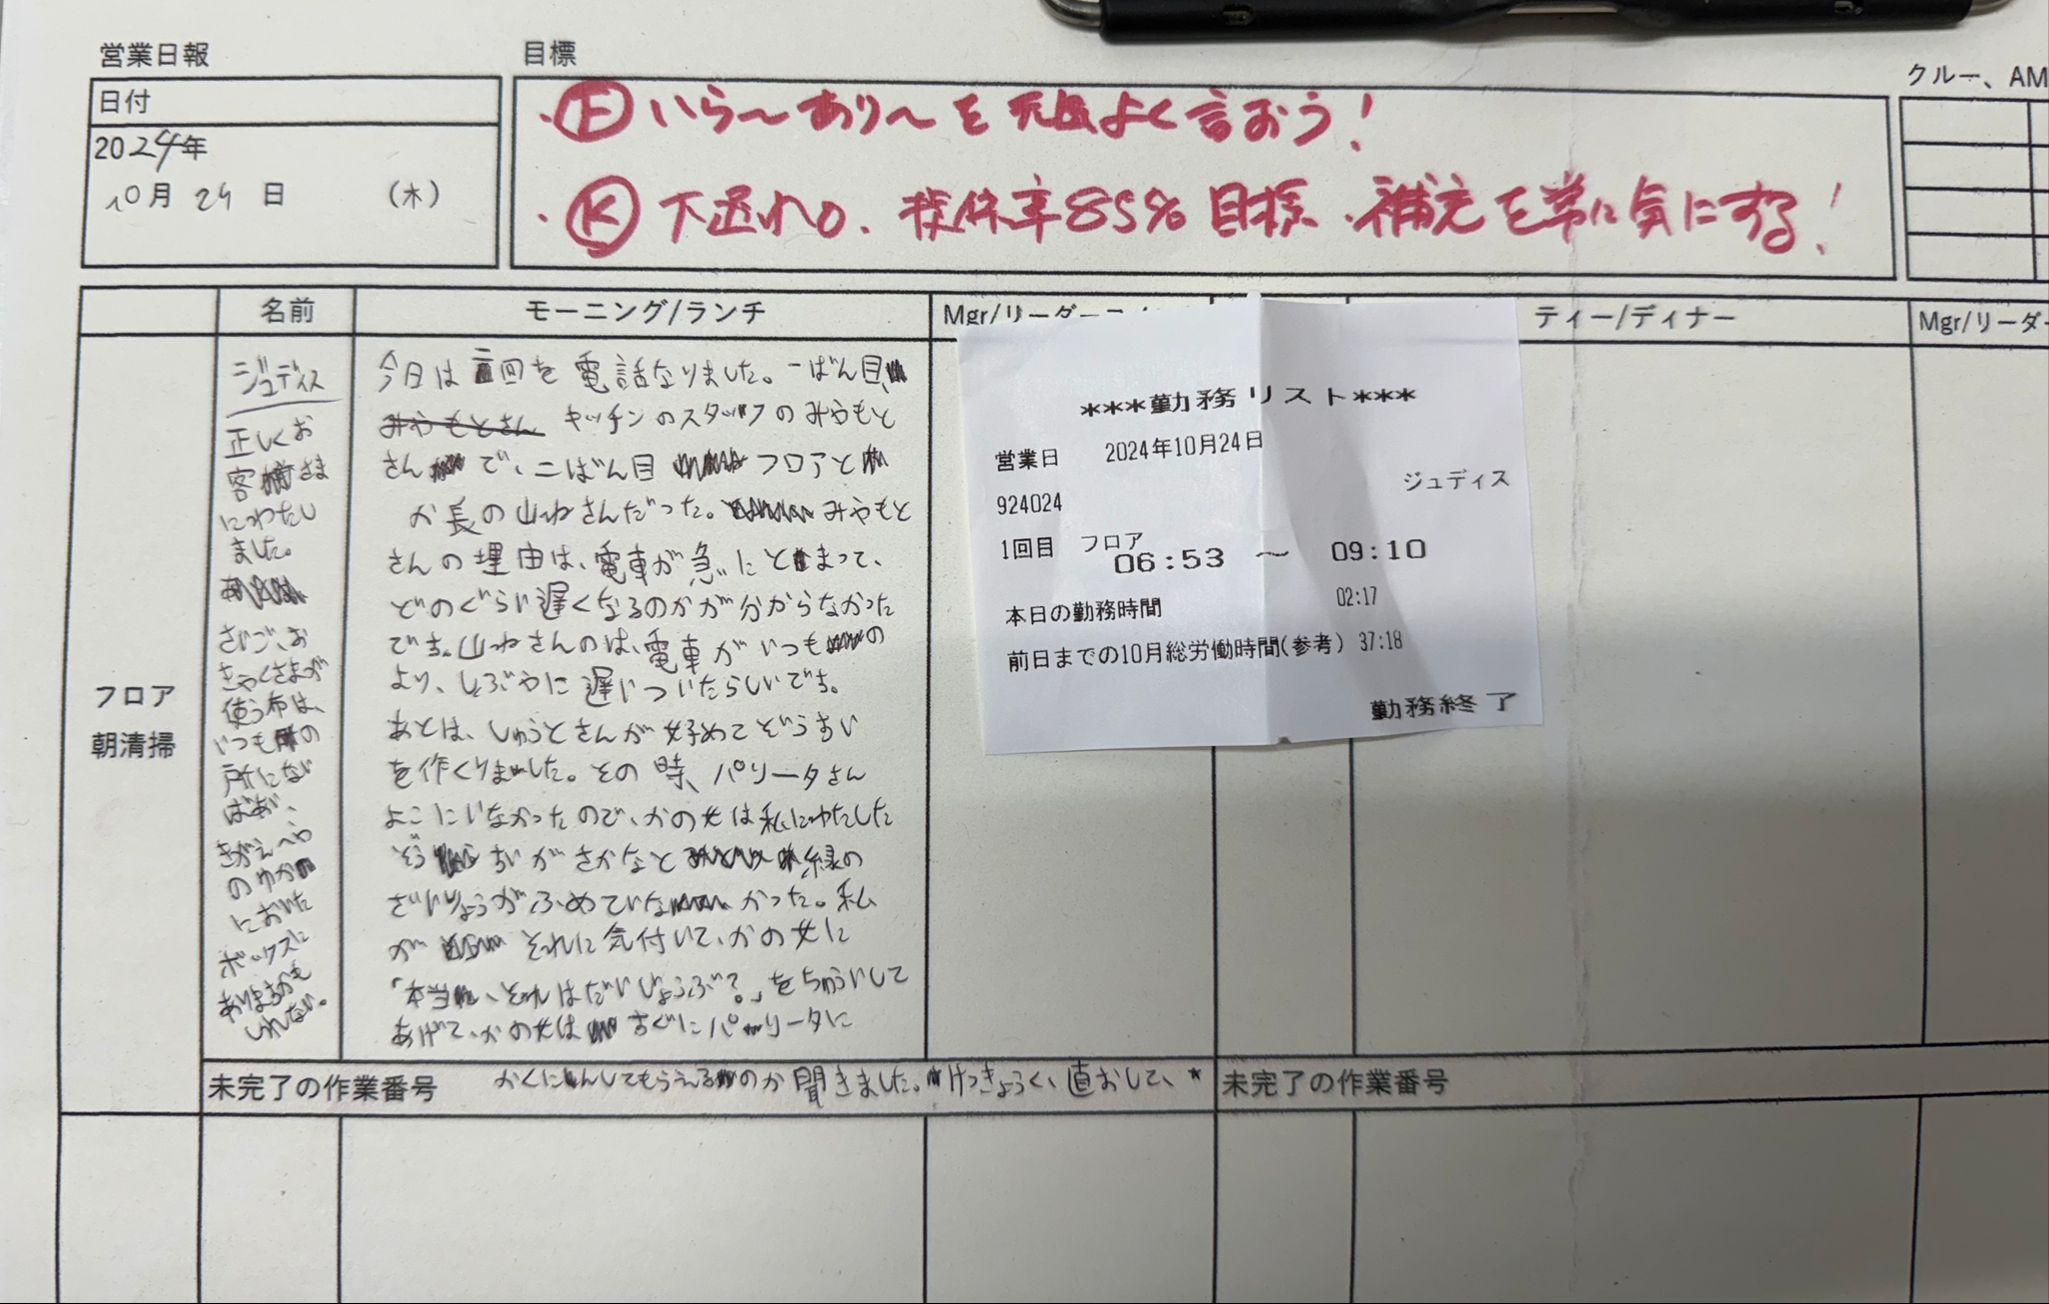 営業日報
目標
クルー、AM
日付
2024年
10月 24日 (木)
・Ⓕ いら〜あり〜を元気よく言おう!
・Ⓚ 下遅れ0. 提供率85%目標・補充を常に気にする!
名前
モーニング/ランチ
Mgr/リーダー
ティー/ディナー
Mgr/リーダー
フロア
朝清掃
ジュディス
正しくお
客さま
にわたし
ました。
さいご、お
きゃくさまが
使う布は、
いつもの
所にない
ばあい、
きがえへや
のゆか
においた
ボックスに
ありまるかも
しれない。
今日は二回を電話なりました。一ばん目
みやもとさん キッチンのスタッフのみやもと
さん で、二ばん目 フロアと
か長の山ねさんだった。 みやもと
さんの理由は、電車が急にとまって、
どのぐらい遅くなるのかが分からなかった
です。山ねさんのは、電車がいつもの
より、しぶやに遅いついたらしいです。
あとは、しゅうとさんが始めてぞうすい
を作くりました。その時、パリータさん
よこにいなかったので、かの女は私にわたした
ぞうすいがさかなと 緑の
ざいりょうがふめていな かった。私
が それに気付いて、かの女に
「本当に、それはだいじょうぶ?」をちゅういして
あげて、かの女は すぐにパリータに
未完了の作業番号
かくにんしてもらえるのか聞きました。けっきょく、直おして、*
未完了の作業番号
***勤務リスト***
営業日 2024年10月24日
924024 ジュディス
1回目 フロア
06:53 〜 09:10
本日の勤務時間 02:17
前日までの10月総労働時間(参考) 37:18
勤務終了